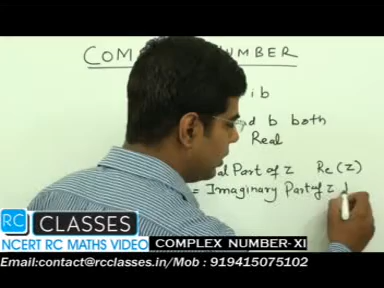 COM NUMBER
ib
d b both
Real
al Part of z Re(z)
= Imaginary Part of z
RC CLASSES
NCERT RC MATHS VIDEO COMPLEX NUMBER-XI
Email:contact@rcclasses.in/Mob : 919415075102